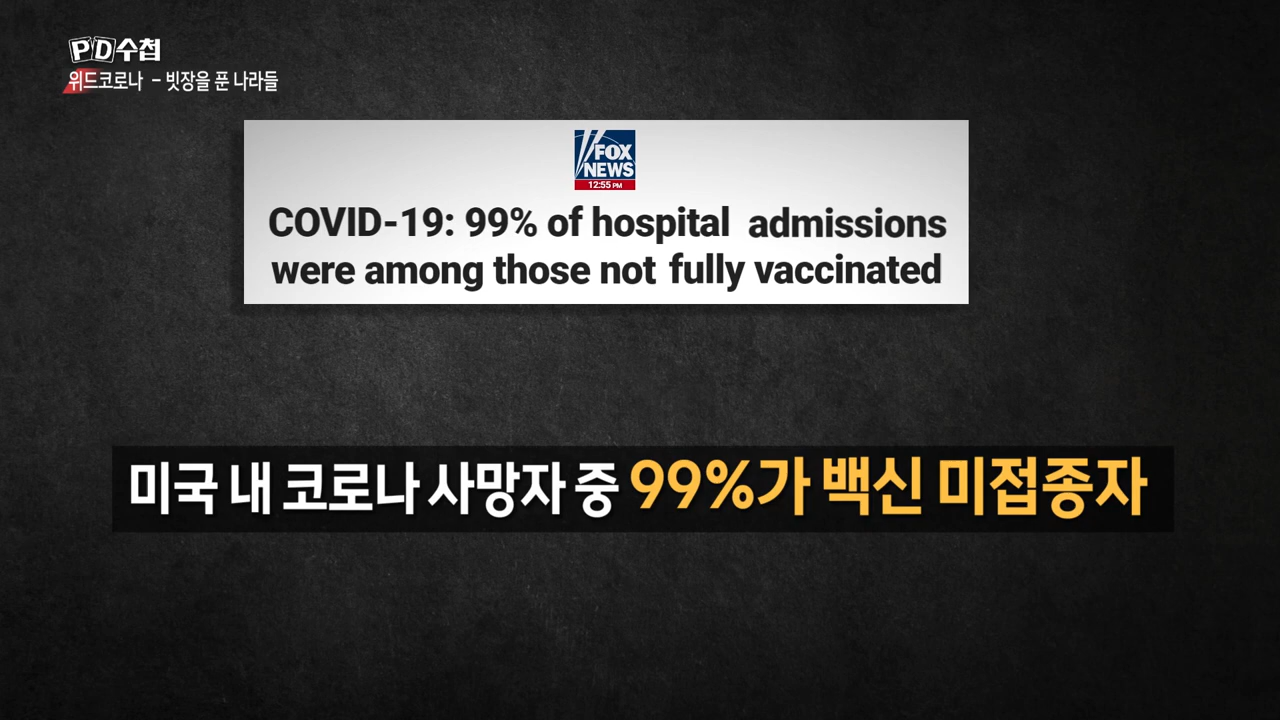 PD수첩
위드코로나 - 빗장을 푼 나라들
FOX
NEWS
12:55 PM
COVID-19: 99% of hospital admissions
were among those not fully vaccinated
미국 내 코로나 사망자 중 99%가 백신 미접종자